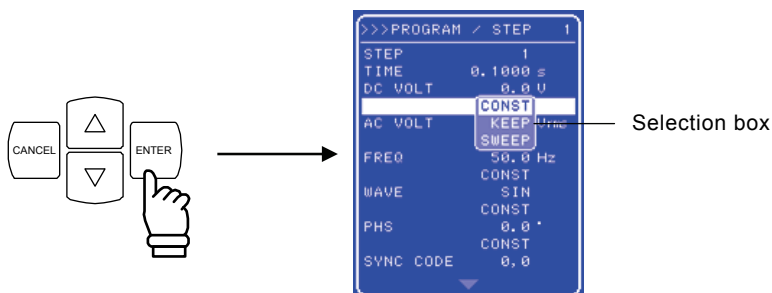 CANCEL
ENTER
>>>PROGRAM / STEP 1
STEP 1
TIME 0.1000 s
DC VOLT 0.0 V
CONST
AC VOLT KEEP Vrms
SWEEP
FREQ 50.0 Hz
CONST
WAVE SIN
CONST
PHS 0.0 °
CONST
SYNC CODE 0,0
Selection box